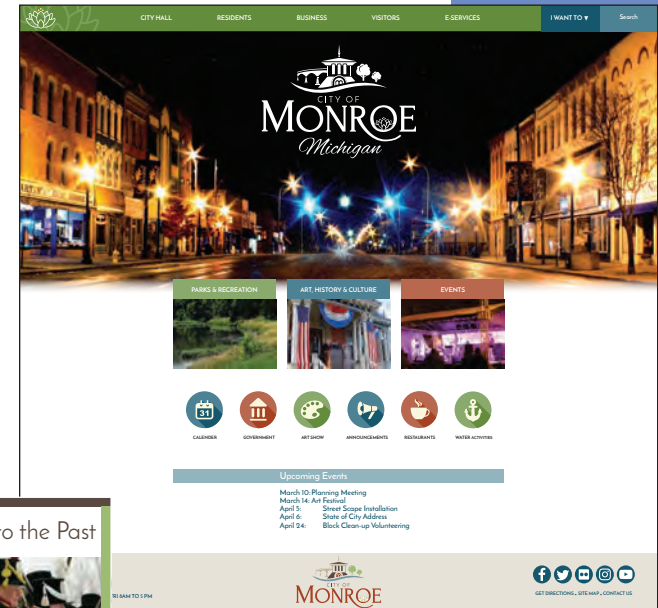 CITY HALL RESIDENTS BUSINESS VISITORS E-SERVICES I WANT TO ▼ Search
CITY OF
MONROE
Michigan
PARKS & RECREATION ART, HISTORY & CULTURE EVENTS
31
CALENDER GOVERNMENT ART SHOW ANNOUNCEMENTS RESTAURANTS WATER ACTIVITIES
Upcoming Events
March 10: Planning Meeting
March 14: Art Festival
April 5: Street Scape Installation
April 6: State of City Address
April 24: Block Clean-up Volunteering
to the Past
FRI 8AM TO 5 PM
CITY OF
MONROE
GET DIRECTIONS . SITE MAP . CONTACT US